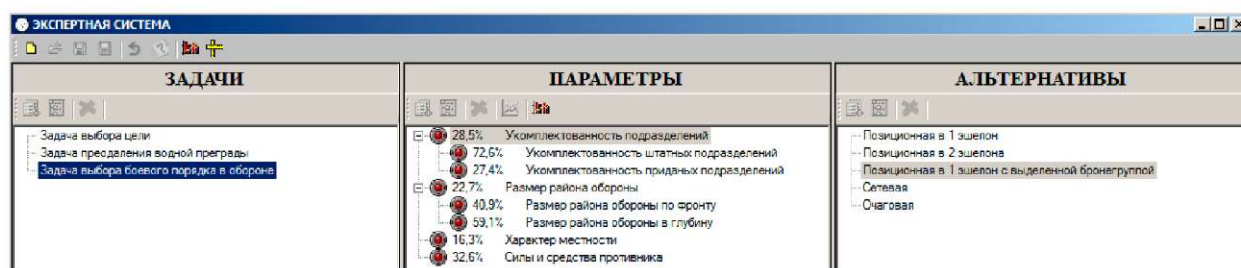 ЭКСПЕРТНАЯ СИСТЕМА
ЗАДАЧИ
Задача выбора цели
Задача преодаления водной преграды
Задача выбора боевого порядка в обороне
ПАРАМЕТРЫ
28,5% Укомплектованность подразделений
72,6% Укомплектованность штатных подразделений
27,4% Укомплектованность приданых подразделений
22,7% Размер района обороны
40,9% Размер района обороны по фронту
59,1% Размер района обороны в глубину
16,3% Характер местности
32,6% Силы и средства противника
АЛЬТЕРНАТИВЫ
Позиционная в 1 эшелон
Позиционная в 2 эшелона
Позиционная в 1 эшелон с выделенной бронегруппой
Сетевая
Очаговая